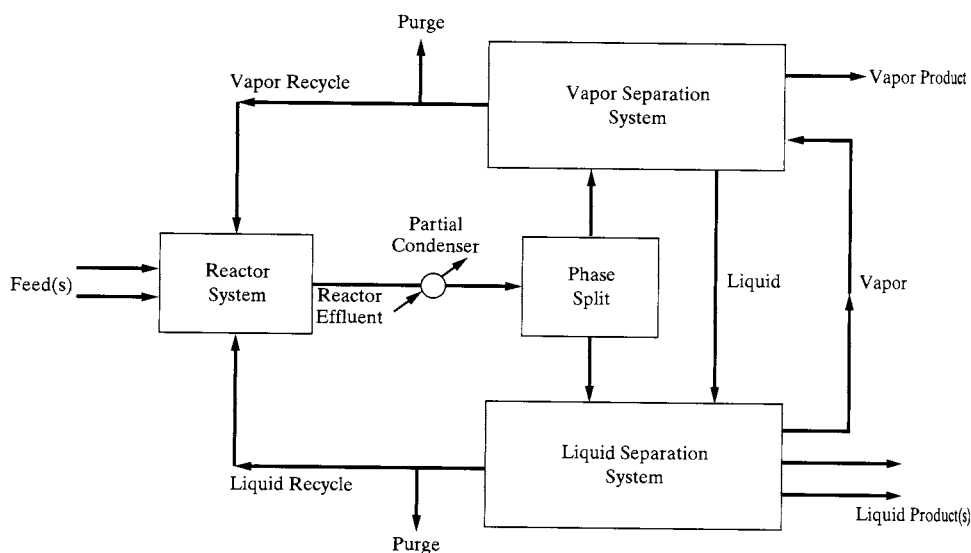 Purge
Vapor Recycle
Vapor Separation
System
Vapor Product
Partial
Condenser
Feed(s)
Reactor
System
Reactor
Effluent
Phase
Split
Liquid
Vapor
Liquid Recycle
Purge
Liquid Separation
System
Liquid Product(s)